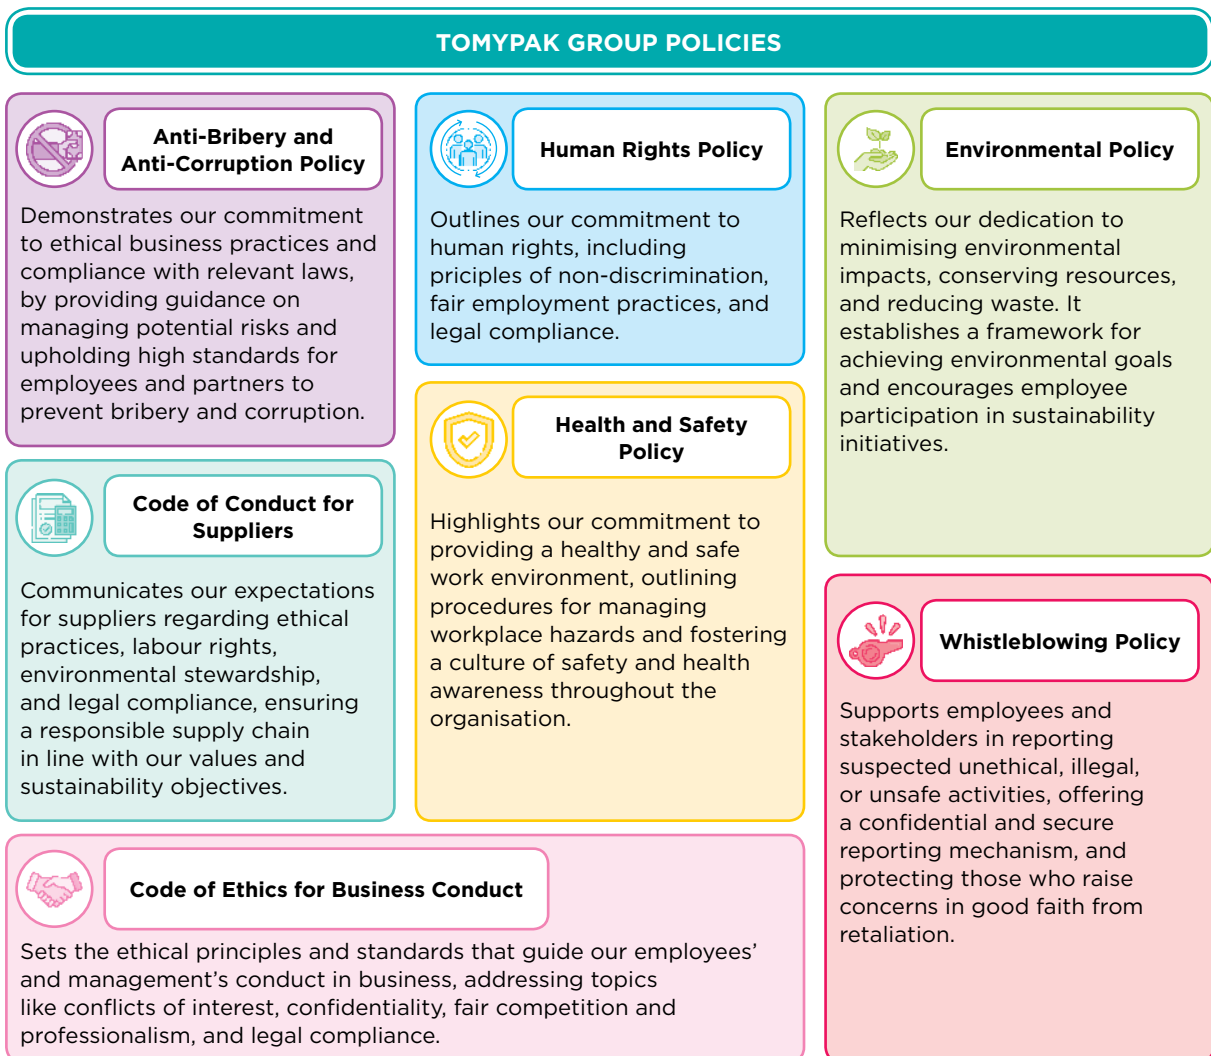 TOMYPAK GROUP POLICIES
Anti-Bribery and
Anti-Corruption Policy
Demonstrates our commitment
to ethical business practices and
compliance with relevant laws,
by providing guidance on
managing potential risks and
upholding high standards for
employees and partners to
prevent bribery and corruption.
Human Rights Policy
Outlines our commitment to
human rights, including
priciples of non-discrimination,
fair employment practices, and
legal compliance.
Environmental Policy
Reflects our dedication to
minimising environmental
impacts, conserving resources,
and reducing waste. It
establishes a framework for
achieving environmental goals
and encourages employee
participation in sustainability
initiatives.
Code of Conduct for
Suppliers
Communicates our expectations
for suppliers regarding ethical
practices, labour rights,
environmental stewardship,
and legal compliance, ensuring
a responsible supply chain
in line with our values and
sustainability objectives.
Health and Safety
Policy
Highlights our commitment to
providing a healthy and safe
work environment, outlining
procedures for managing
workplace hazards and fostering
a culture of safety and health
awareness throughout the
organisation.
Whistleblowing Policy
Supports employees and
stakeholders in reporting
suspected unethical, illegal,
or unsafe activities, offering
a confidential and secure
reporting mechanism, and
protecting those who raise
concerns in good faith from
retaliation.
Code of Ethics for Business Conduct
Sets the ethical principles and standards that guide our employees’
and management’s conduct in business, addressing topics
like conflicts of interest, confidentiality, fair competition and
professionalism, and legal compliance.